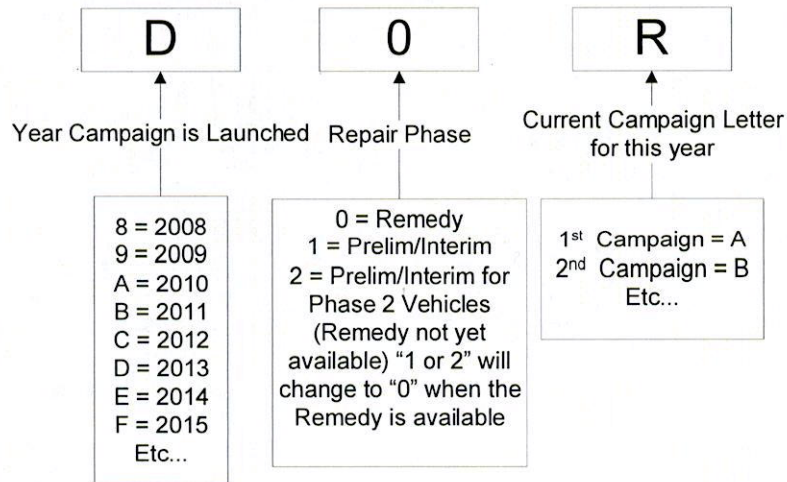 D 0 R
Year Campaign is Launched
Repair Phase
Current Campaign Letter
for this year
8 = 2008
9 = 2009
A = 2010
B = 2011
C = 2012
D = 2013
E = 2014
F = 2015
Etc...
0 = Remedy
1 = Prelim/Interim
2 = Prelim/Interim for
Phase 2 Vehicles
(Remedy not yet
available) “1 or 2” will
change to “0” when the
Remedy is available
1st Campaign = A
2nd Campaign = B
Etc...